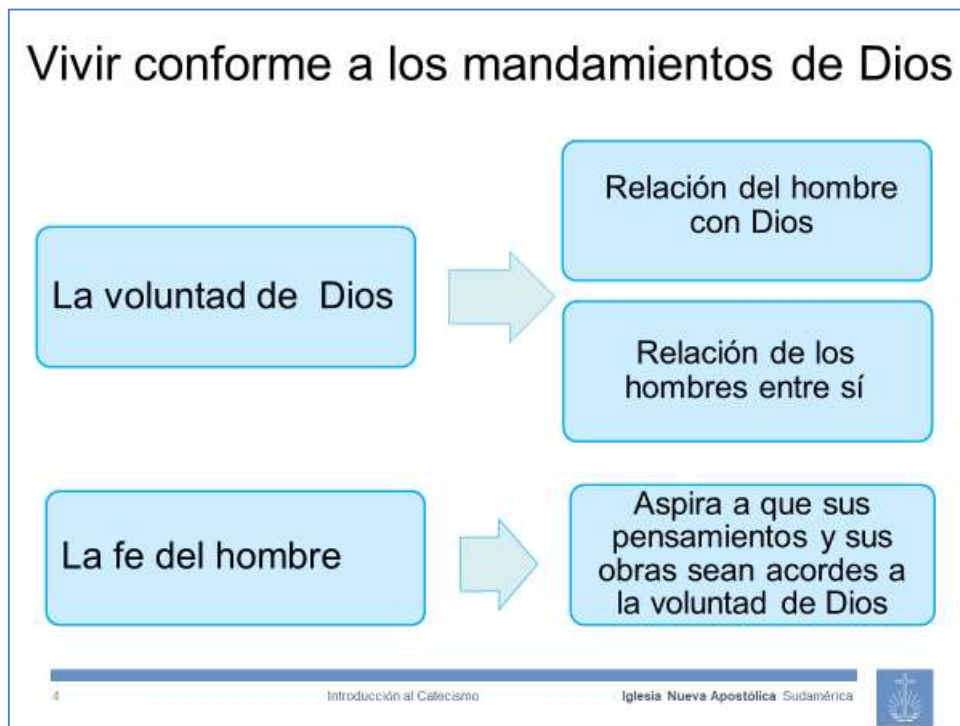 Vivir conforme a los mandamientos de Dios
La voluntad de Dios
Relación del hombre
con Dios
Relación de los
hombres entre sí
La fe del hombre
Aspira a que sus
pensamientos y sus
obras sean acordes a
la voluntad de Dios
4
Introducción al Catecismo
Iglesia Nueva Apostólica Sudamérica